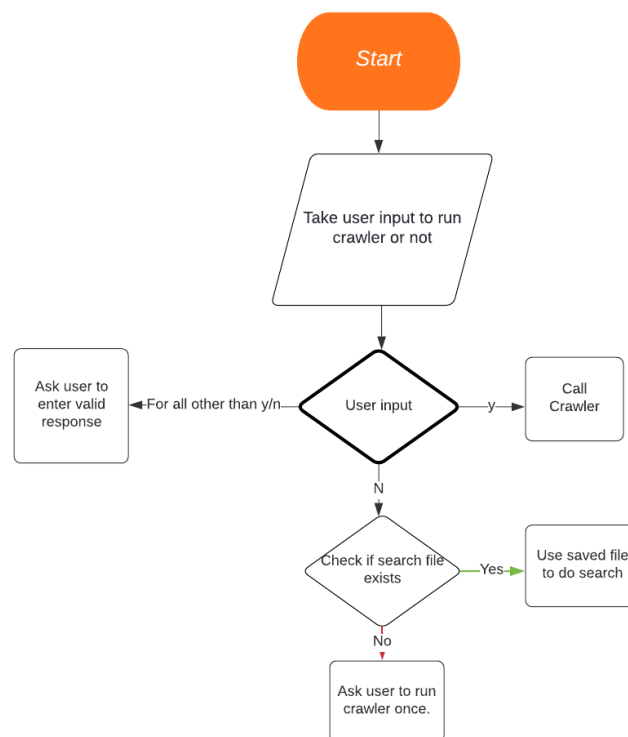 Start
Take user input to run
crawler or not
Ask user to
enter valid
response
For all other than y/n
User input
y
Call
Crawler
N
Check if search file
exists
Yes
Use saved file
to do search
No
Ask user to run
crawler once.